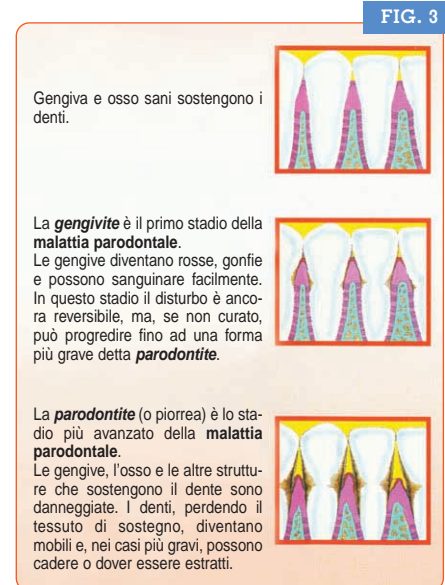 FIG. 3
Gengiva e osso sani sostengono i
denti.
La gengivite è il primo stadio della
malattia parodontale.
Le gengive diventano rosse, gonfie
e possono sanguinare facilmente.
In questo stadio il disturbo è anco-
ra reversibile, ma, se non curato,
può progredire fino ad una forma
più grave detta parodontite.
La parodontite (o piorrea) è lo sta-
dio più avanzato della malattia
parodontale.
Le gengive, l'osso e le altre struttu-
re che sostengono il dente sono
danneggiate. I denti, perdendo il
tessuto di sostegno, diventano
mobili e, nei casi più gravi, possono
cadere o dover essere estratti.